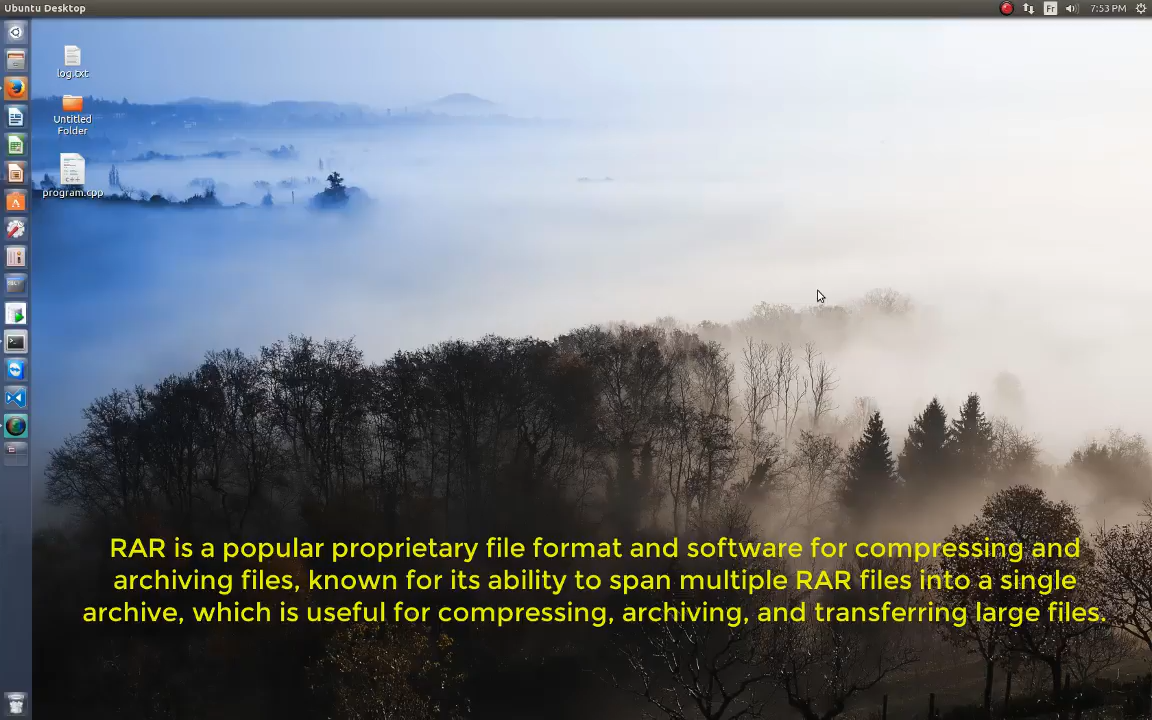 Ubuntu Desktop
Fr
7:53 PM
log.txt
Untitled
Folder
program.cpp
RAR is a popular proprietary file format and software for compressing and
archiving files, known for its ability to span multiple RAR files into a single
archive, which is useful for compressing, archiving, and transferring large files.